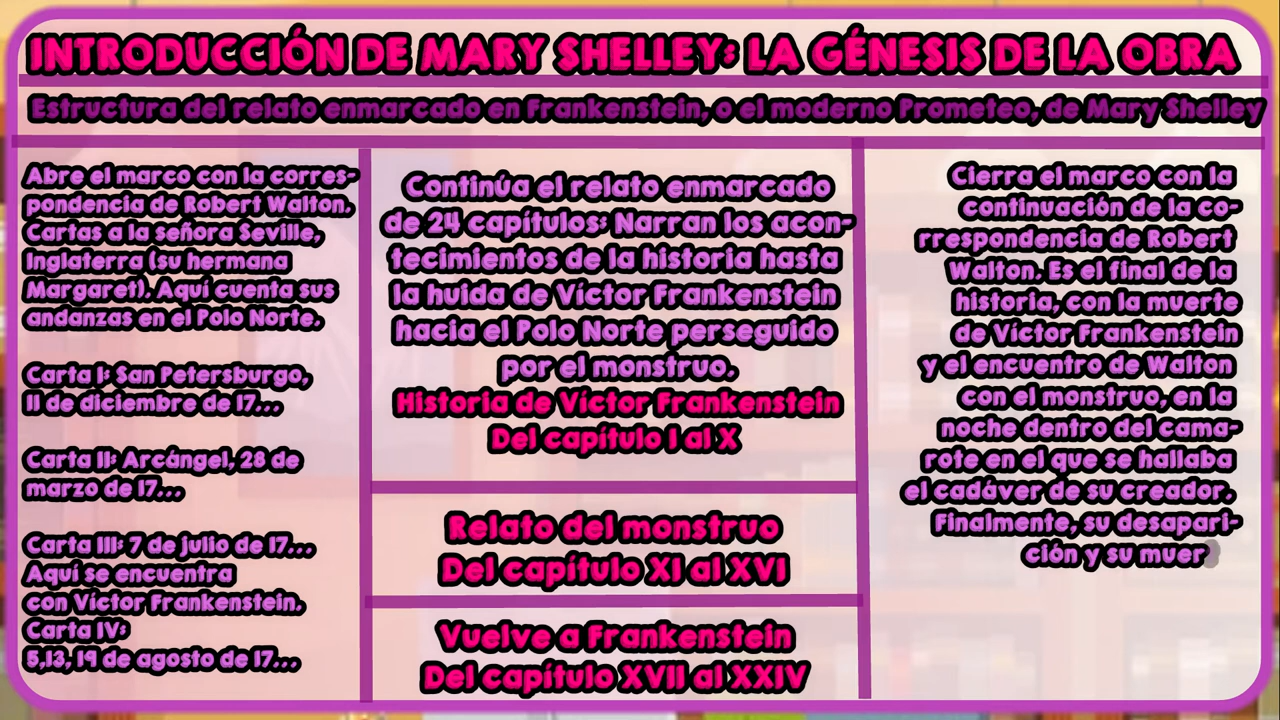 INTRODUCCIÓN DE MARY SHELLEY: LA GÉNESIS DE LA OBRA
Estructura del relato enmarcado en Frankenstein, o el moderno Prometeo, de Mary Shelley
Abre el marco con la corres-
pondencia de Robert Walton.
Cartas a la señora Seville,
Inglaterra (su hermana
Margaret). Aquí cuenta sus
andanzas en el Polo Norte.
Carta I: San Petersburgo,
11 de diciembre de 17...
Carta II: Arcángel, 28 de
marzo de 17...
Carta III: 7 de julio de 17...
Aquí se encuentra
con Víctor Frankenstein.
Carta IV:
5,13, 19 de agosto de 17...
Continúa el relato enmarcado
de 24 capítulos: Narran los acon-
tecimientos de la historia hasta
la huida de Víctor Frankenstein
hacia el Polo Norte perseguido
por el monstruo.
Historia de Víctor Frankenstein
Del capítulo I al X
Relato del monstruo
Del capítulo XI al XVI
Vuelve a Frankenstein
Del capítulo XVII al XXIV
Cierra el marco con la
continuación de la co-
rrespondencia de Robert
Walton. Es el final de la
historia, con la muerte
de Víctor Frankenstein
y el encuentro de Walton
con el monstruo, en la
noche dentro del cama-
rote en el que se hallaba
el cadáver de su creador.
Finalmente, su desapari-
ción y su muer